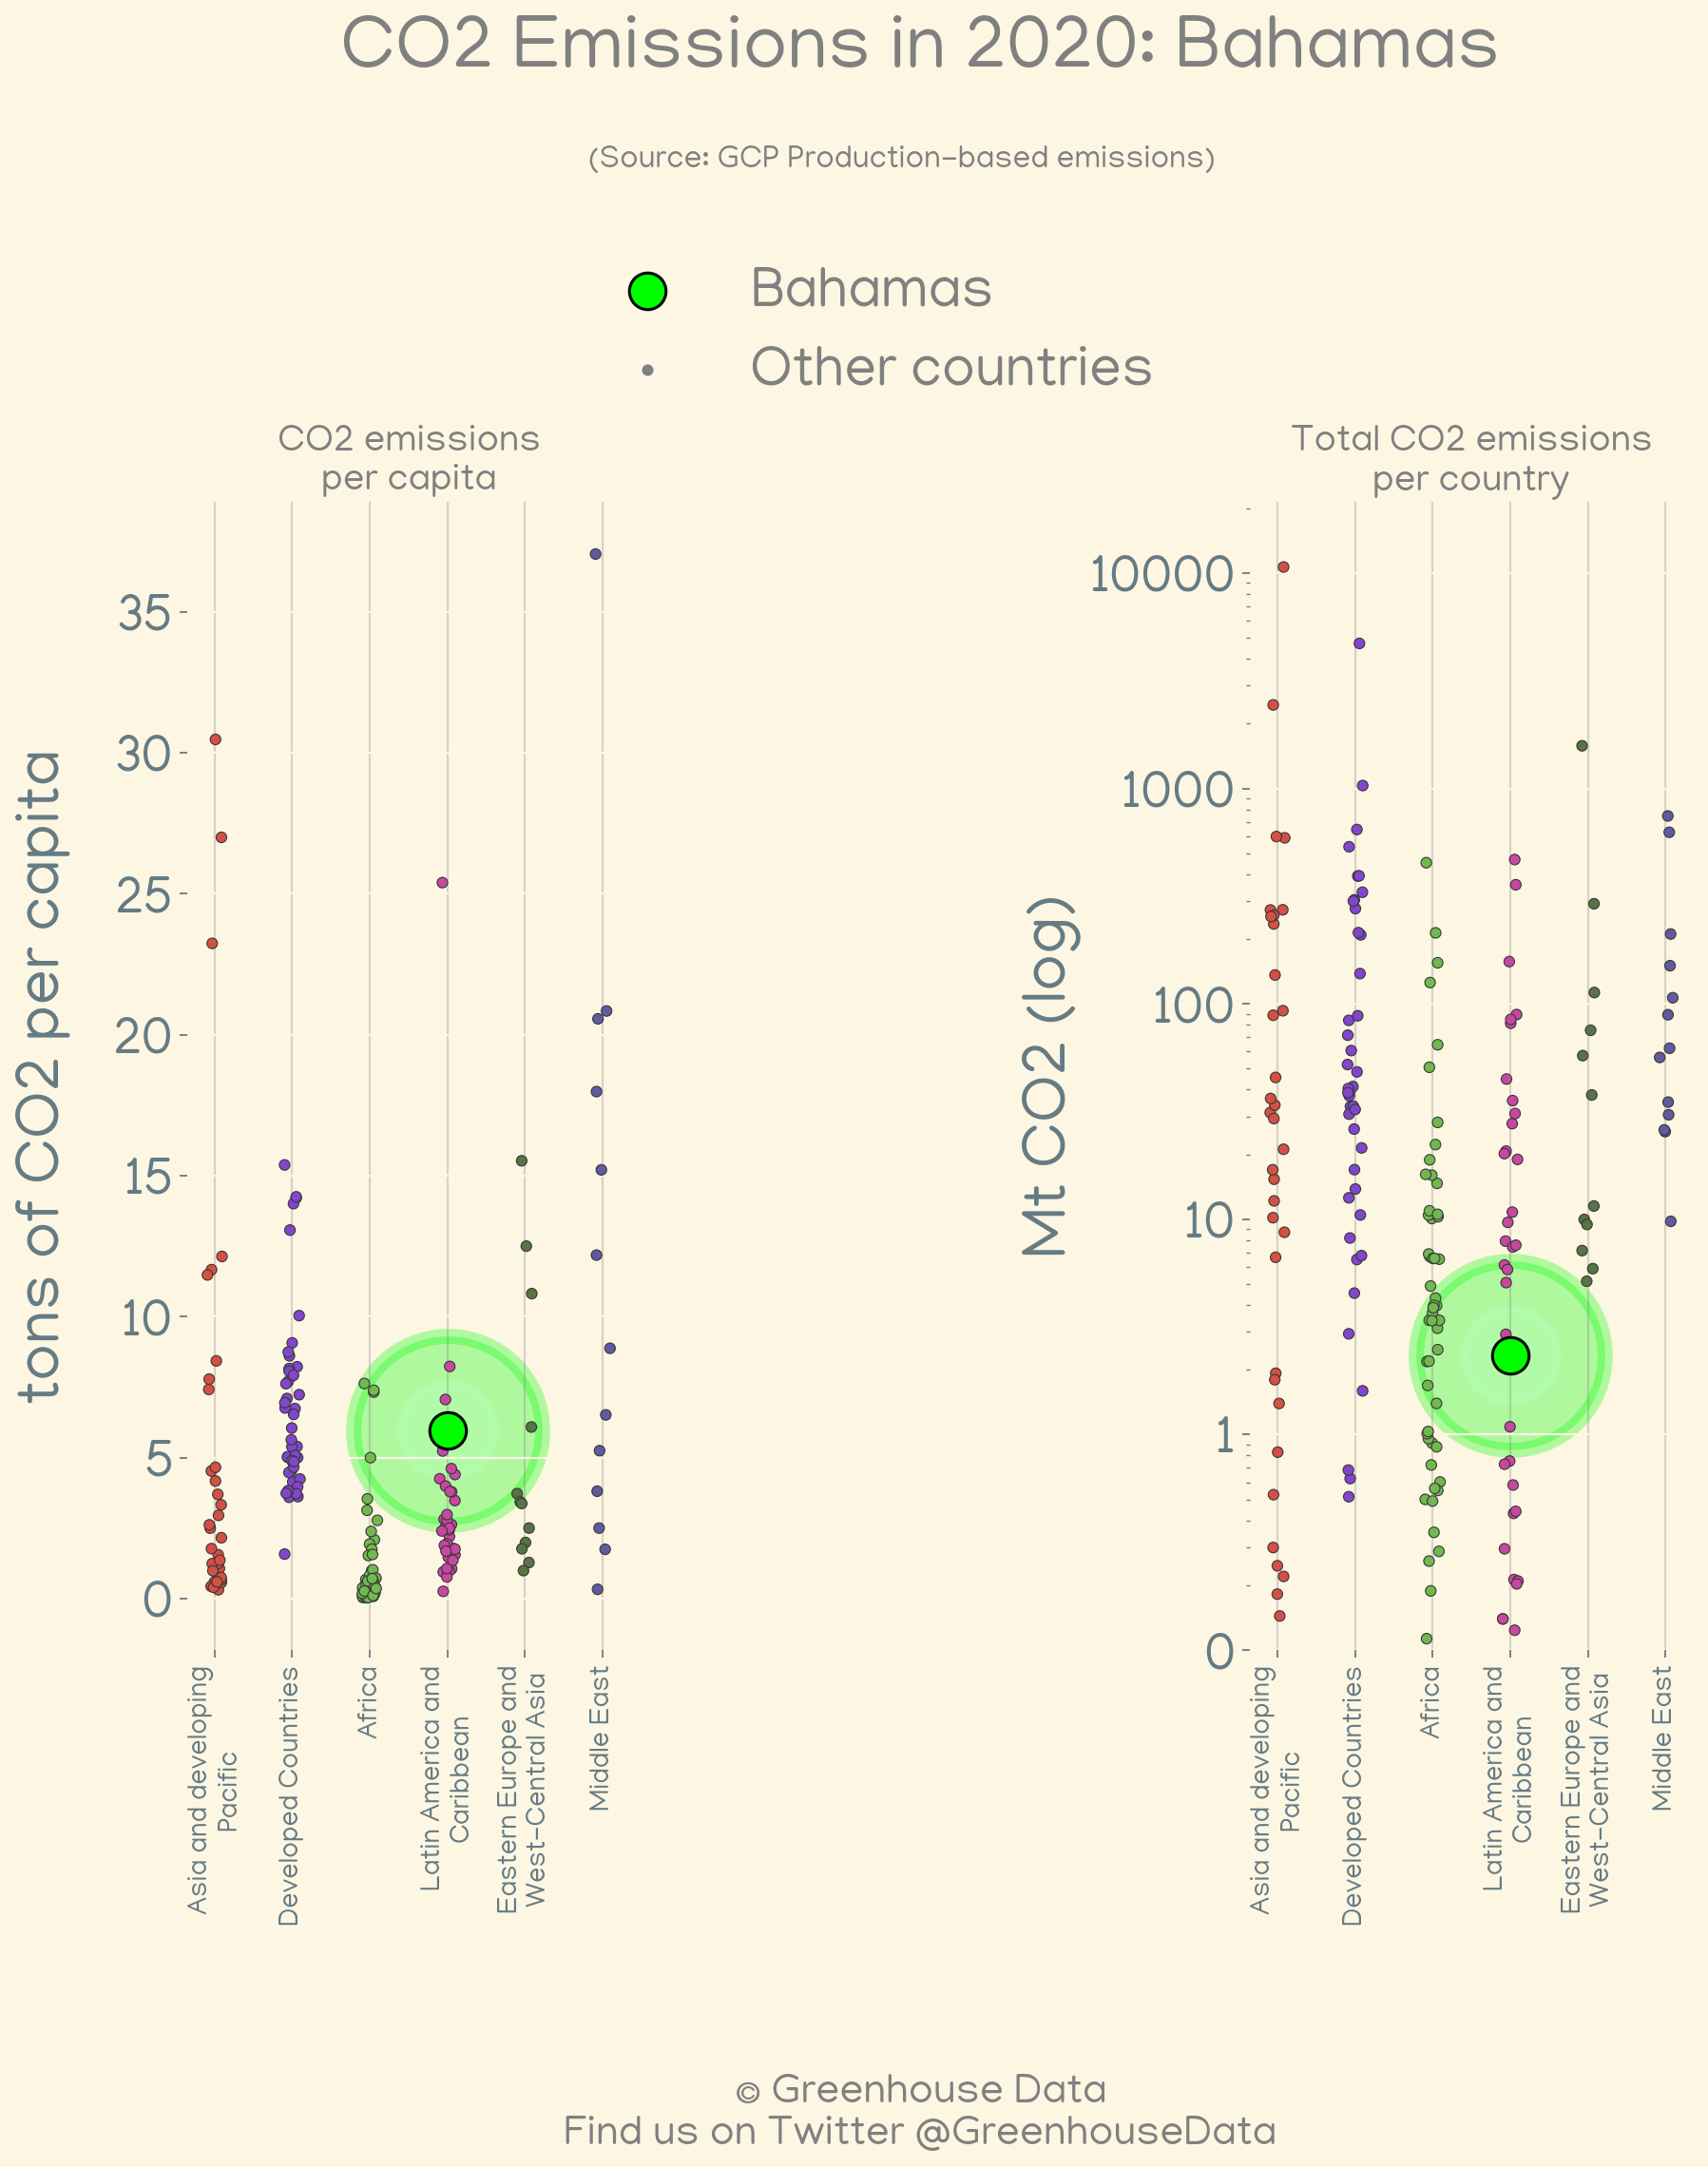 CO2 Emissions in 2020: Bahamas
(Source: GCP Production-based emissions)
Bahamas
Other countries
CO2 emissions
per capita
tons of CO2 per capita
35
30
25
20
15
10
5
0
Asia and developing
Pacific
Developed Countries
Africa
Latin America and
Caribbean
Eastern Europe and
West-Central Asia
Middle East
Total CO2 emissions
per country
Mt CO2 (log)
10000
1000
100
10
1
0
Asia and developing
Pacific
Developed Countries
Africa
Latin America and
Caribbean
Eastern Europe and
West-Central Asia
Middle East
© Greenhouse Data
Find us on Twitter @GreenhouseData